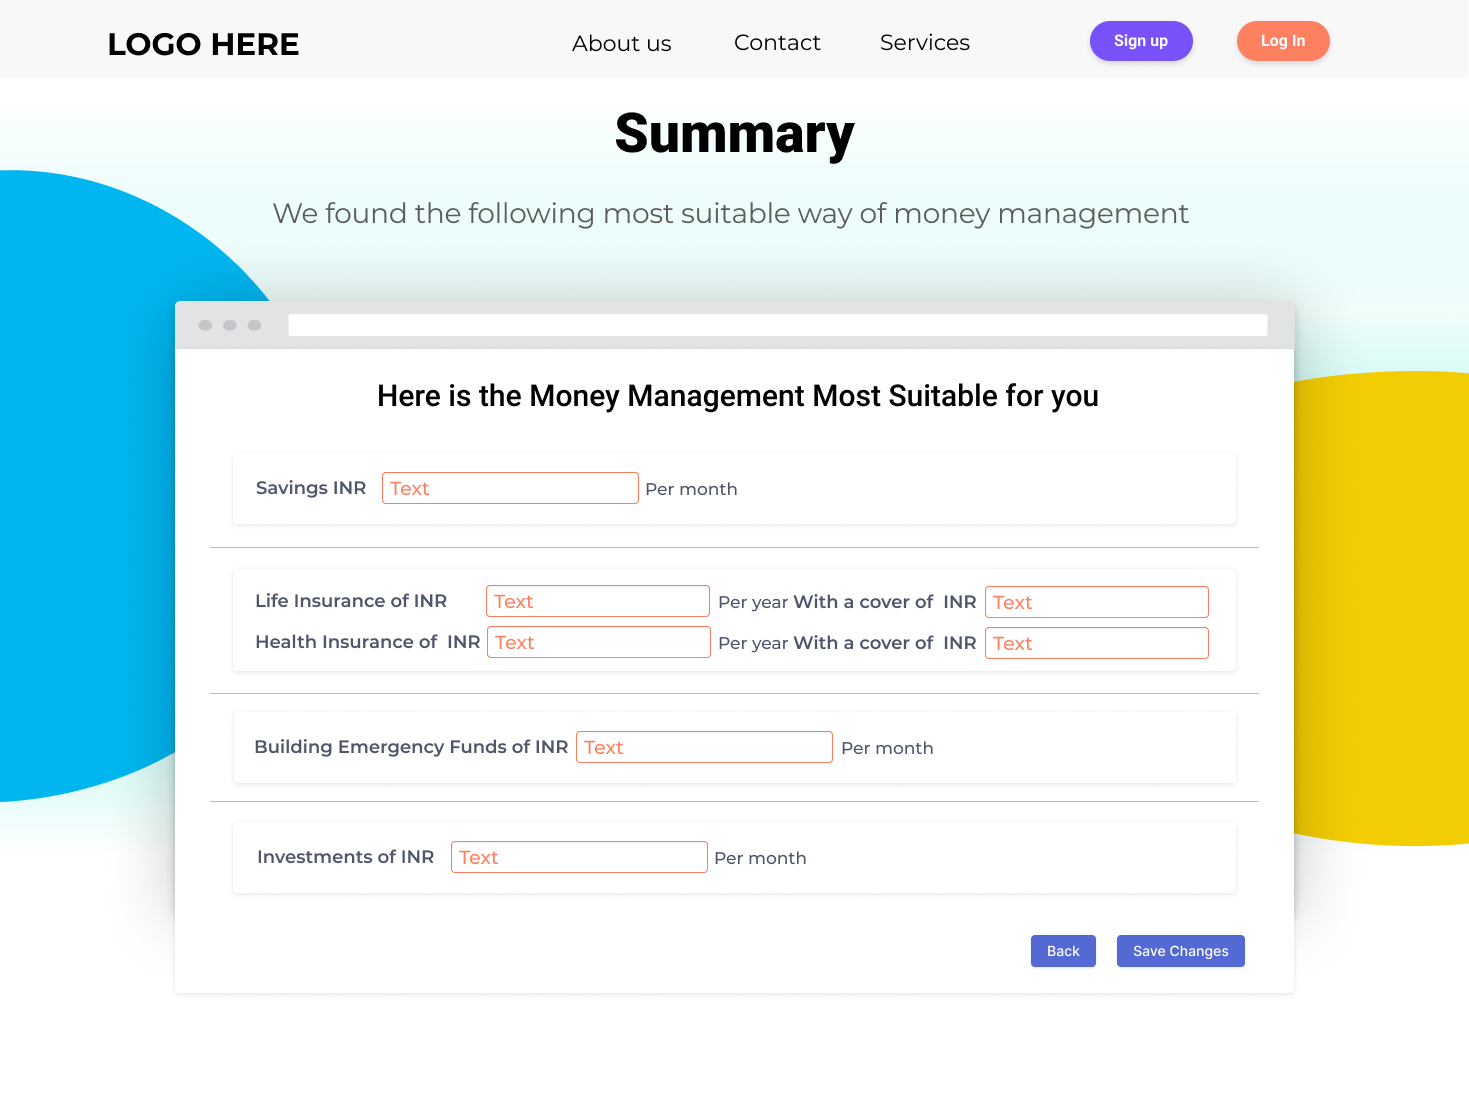 LOGO HERE About us Contact Services Sign up Log In
Summary
We found the following most suitable way of money management
Here is the Money Management Most Suitable for you
Savings INR Text Per month
Life Insurance of INR Text Per year With a cover of INR Text
Health Insurance of INR Text Per year With a cover of INR Text
Building Emergency Funds of INR Text Per month
Investments of INR Text Per month
Back Save Changes